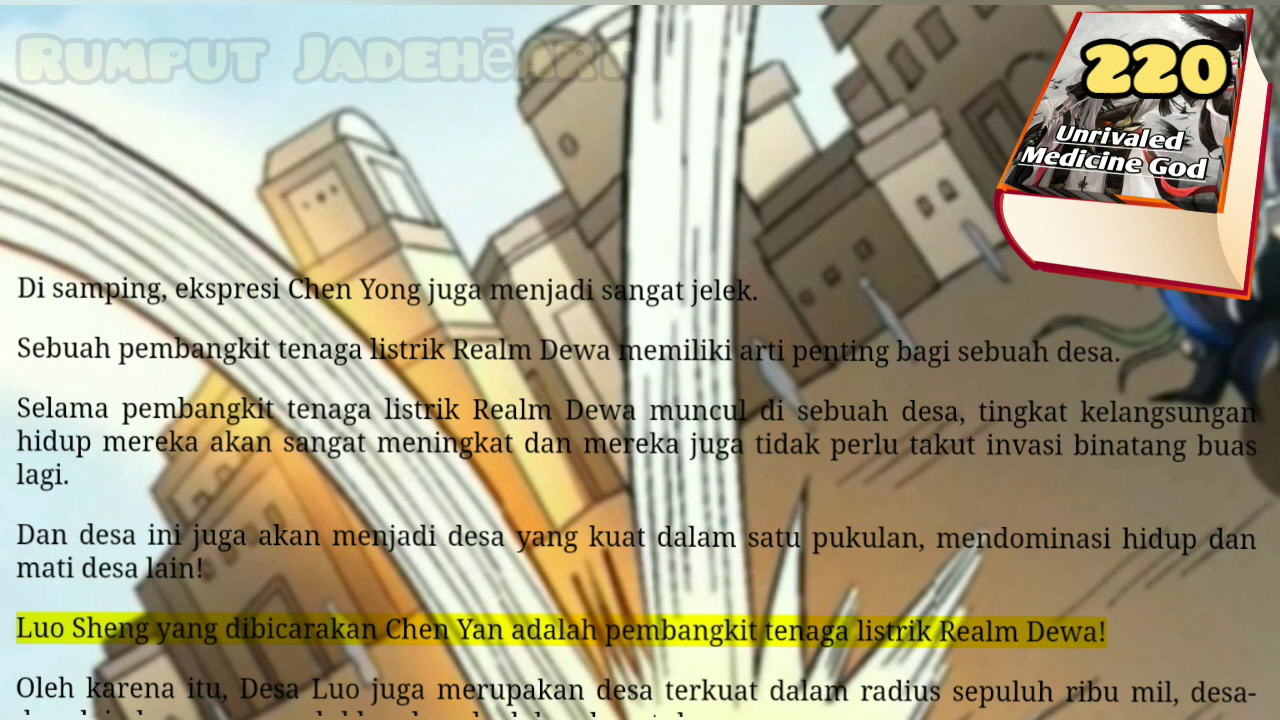 Rumput Jadehēart
220
Unrivaled
Medicine God
Di samping, ekspresi Chen Yong juga menjadi sangat jelek.
Sebuah pembangkit tenaga listrik Realm Dewa memiliki arti penting bagi sebuah desa.
Selama pembangkit tenaga listrik Realm Dewa muncul di sebuah desa, tingkat kelangsungan
hidup mereka akan sangat meningkat dan mereka juga tidak perlu takut invasi binatang buas
lagi.
Dan desa ini juga akan menjadi desa yang kuat dalam satu pukulan, mendominasi hidup dan
mati desa lain!
Luo Sheng yang dibicarakan Chen Yan adalah pembangkit tenaga listrik Realm Dewa!
Oleh karena itu, Desa Luo juga merupakan desa terkuat dalam radius sepuluh ribu mil, desa-